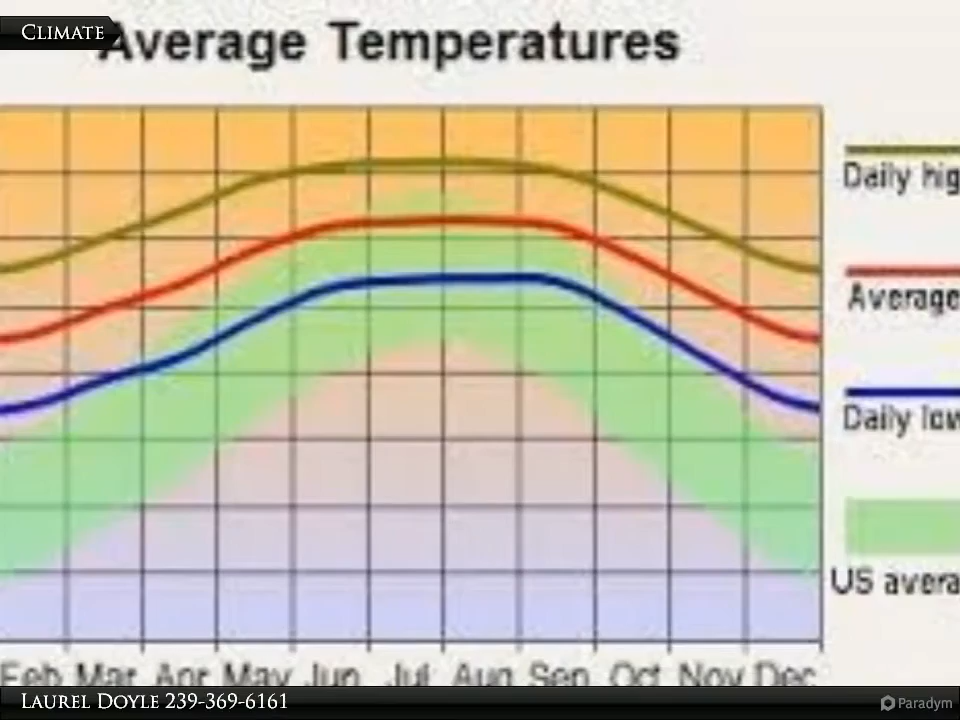 CLIMATE
Average Temperatures
Daily hig
Average
Daily low
US avera
Feb Mar Apr May Jun Jul Aug Sep Oct Nov Dec
LAUREL DOYLE 239-369-6161
Paradym